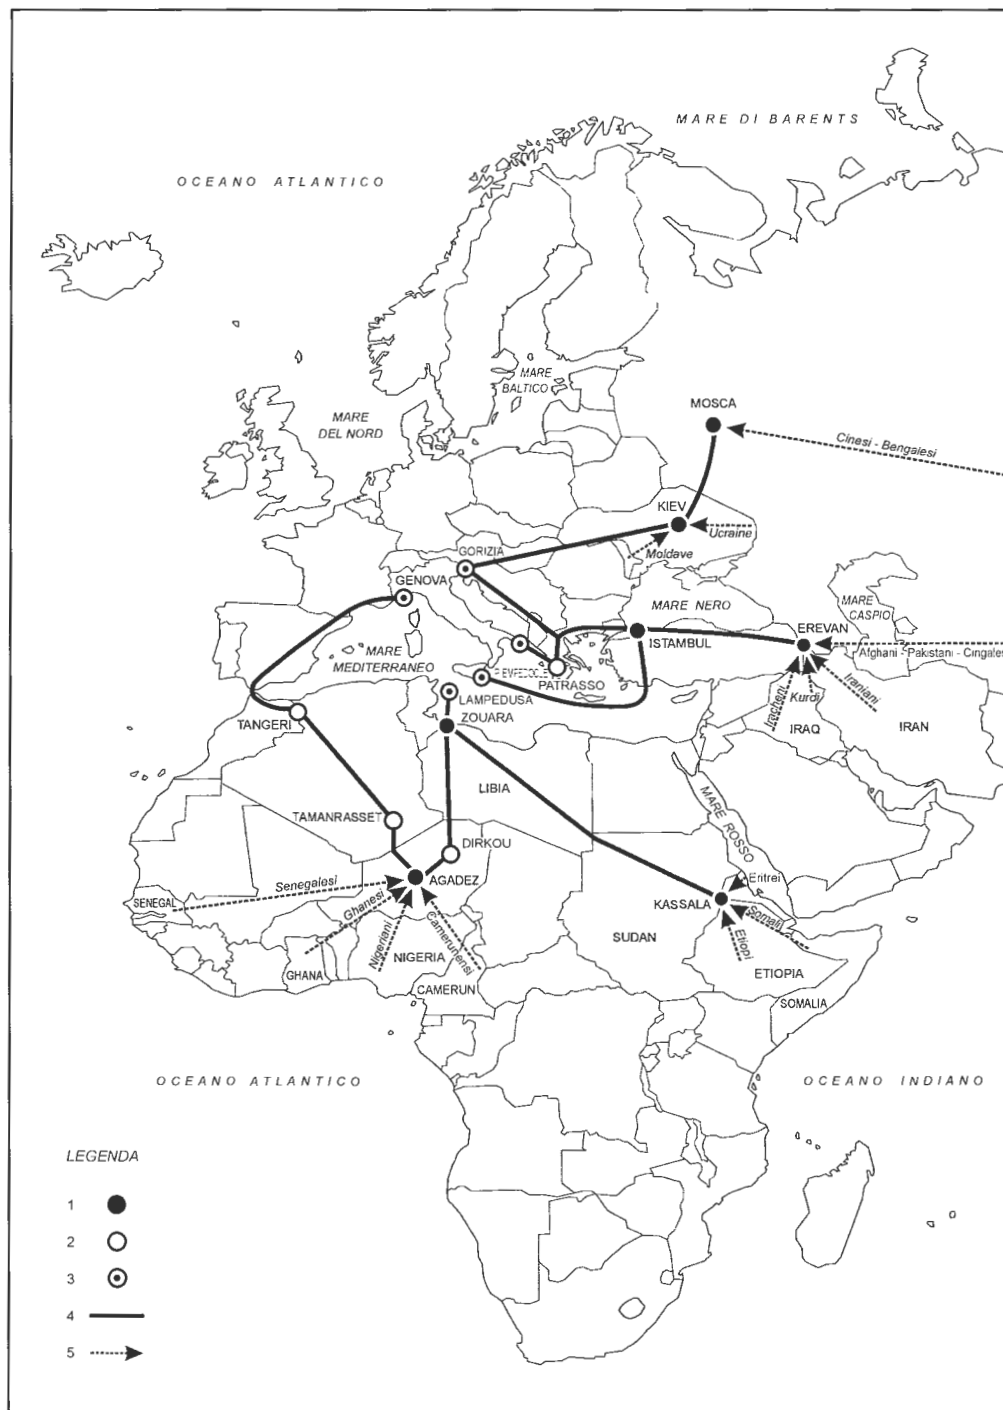 MARE DI BARENTS
OCEANO ATLANTICO
MARE
BALTICO
MARE
DEL NORD
MOSCA
Cinesi - Bengalesi
KIEV
Ucraine
Moldave
GORIZIA
GENOVA
MARE NERO
MARE
CASPIO
EREVAN
ISTAMBUL
Afghani - Pakistani - Cingales
MARE
MEDITERRANEO
PATRASSO
LAMPEDUSA
ZOUARA
Iracheni
Kurdi
Iraniani
IRAQ
IRAN
TANGERI
LIBIA
MARE ROSSO
TAMANRASSET
DIRKOU
AGADEZ
Senegalesi
SENEGAL
Ghanesi
Nigeriani
Camerunensi
Eritrei
KASSALA
Somali
Etiopi
SUDAN
NIGERIA
GHANA
CAMERUN
ETIOPIA
SOMALIA
OCEANO ATLANTICO
OCEANO INDIANO
LEGENDA
1
2
3
4
5